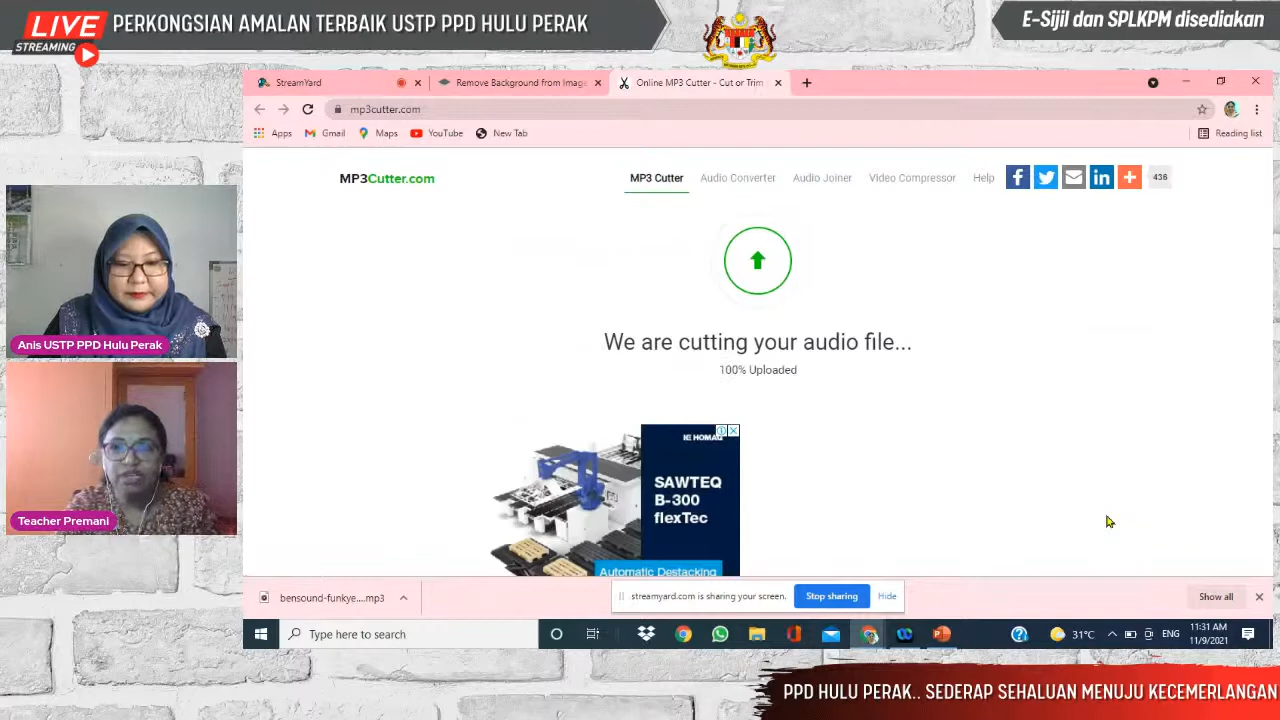 LIVE
STREAMING
PERKONGSIAN AMALAN TERBAIK USTP PPD HULU PERAK
E-Sijil dan SPLKPM disediakan
StreamYard
Remove Background from Image
Online MP3 Cutter - Cut or Trim
mp3cutter.com
Apps
Gmail
Maps
YouTube
New Tab
Reading list
MP3Cutter.com
MP3 Cutter
Audio Converter
Audio Joiner
Video Compressor
Help
436
We are cutting your audio file...
100% Uploaded
SAWTEQ
B-300
flexTec
Automatic Destacking
Anis USTP PPD Hulu Perak
Teacher Premani
bensound-funkye....mp3
streamyard.com is sharing your screen.
Stop sharing
Hide
Show all
Type here to search
31°C
ENG
11:31 AM
11/9/2021
PPD HULU PERAK.. SEDERAP SEHALUAN MENUJU KECEMERLANGAN